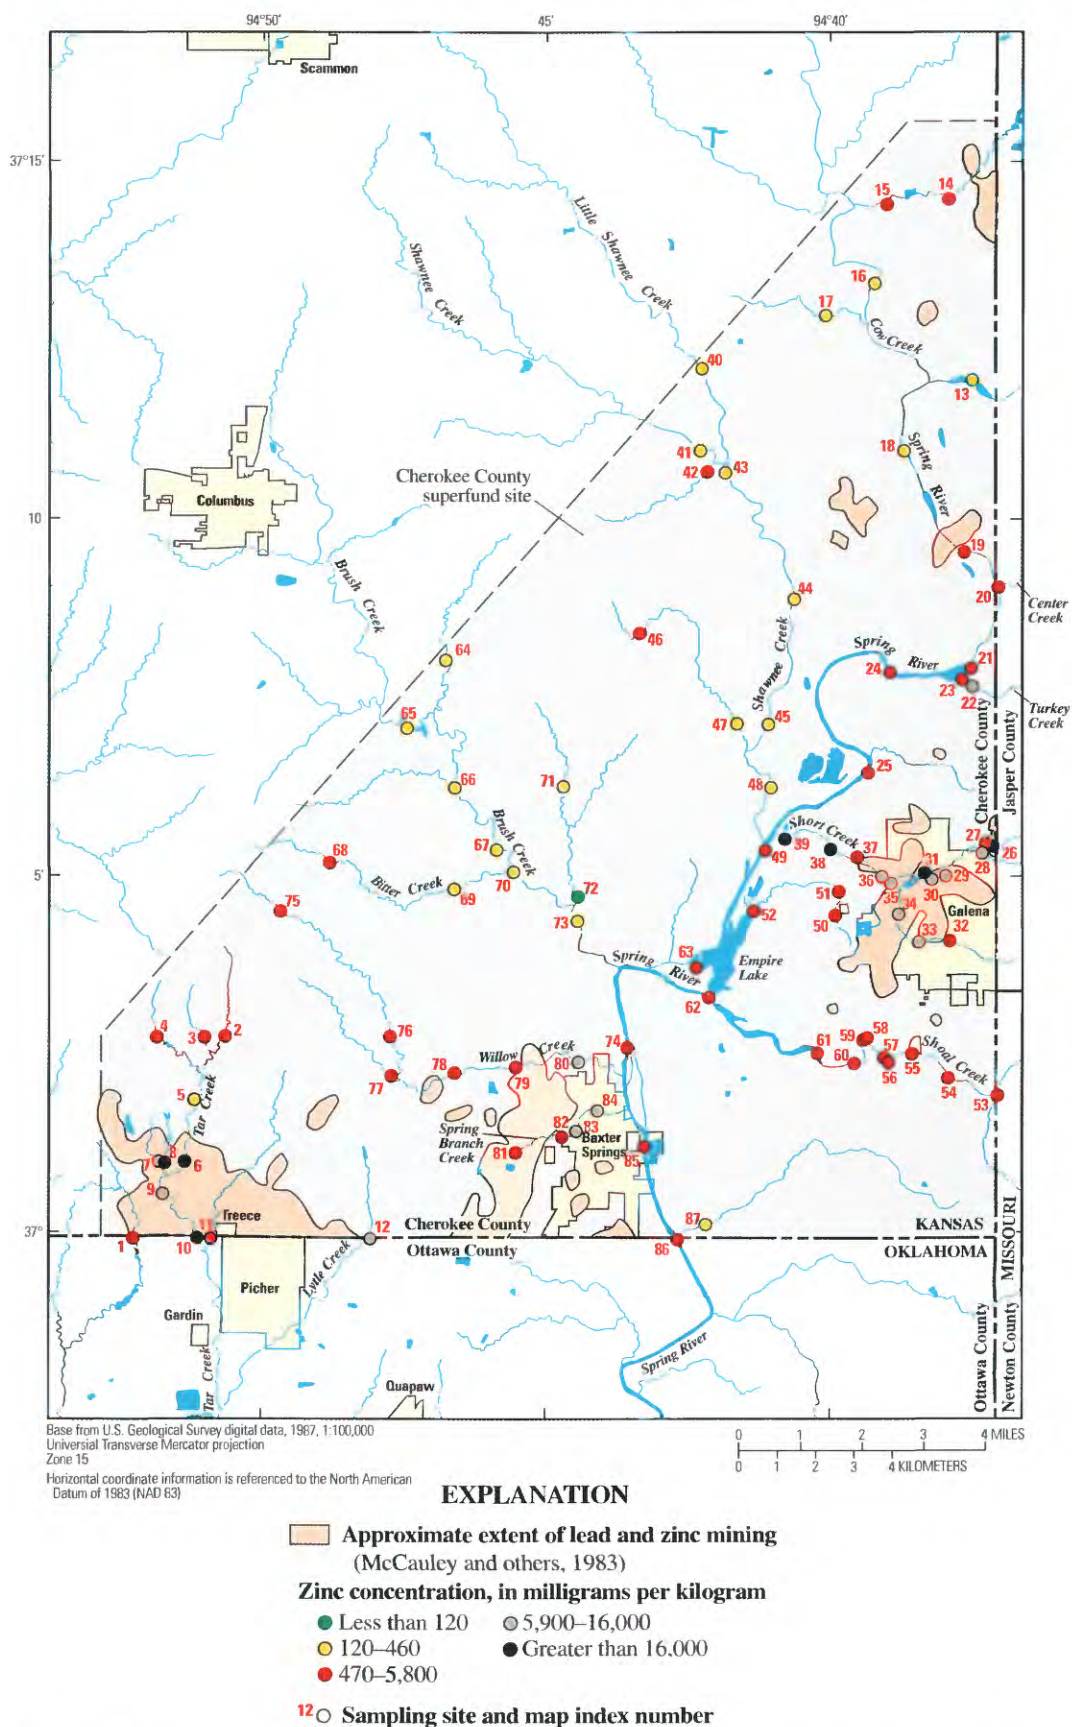 94°50'
45'
94°40'
Scammon
37°15'
15
14
Little Shawnee Creek
Shawnee Creek
16
17
Cow Creek
40
13
41
42
43
18
Spring River
Cherokee County
superfund site
Columbus
10
19
20
Center
Creek
Brush Creek
44
46
64
Spring River
24
21
23
22
Turkey
Creek
Shawnee Creek
65
47
45
Cherokee County
Jasper County
25
66
71
48
Short Creek
27
26
28
67
Brush Creek
39
38
37
31
68
49
5'
Bitter Creek
70
69
72
36
35
30
29
51
75
73
52
50
34
Galena
33
32
Spring River
63
Empire
Lake
62
4
3
2
76
74
59
58
61
60
57
56
55
Shoal Creek
54
53
Willow Creek
80
78
79
77
5
Tar Creek
84
Spring
Branch
Creek
82
83
Baxter
Springs
81
85
7
8
6
9
87
Treece
11
12
37°
1
10
Cherokee County
Ottawa County
86
KANSAS
OKLAHOMA
MISSOURI
Lytle Creek
Picher
Gardin
Tar Creek
Quapaw
Spring River
Ottawa County
Newton County
Base from U.S. Geological Survey digital data, 1987, 1:100,000
Universal Transverse Mercator projection
Zone 15
Horizontal coordinate information is referenced to the North American
Datum of 1983 (NAD 83)
0 1 2 3 4 MILES
0 1 2 3 4 KILOMETERS
EXPLANATION
Approximate extent of lead and zinc mining
(McCauley and others, 1983)
Zinc concentration, in milligrams per kilogram
Less than 120
5,900–16,000
120–460
Greater than 16,000
470–5,800
12 Sampling site and map index number